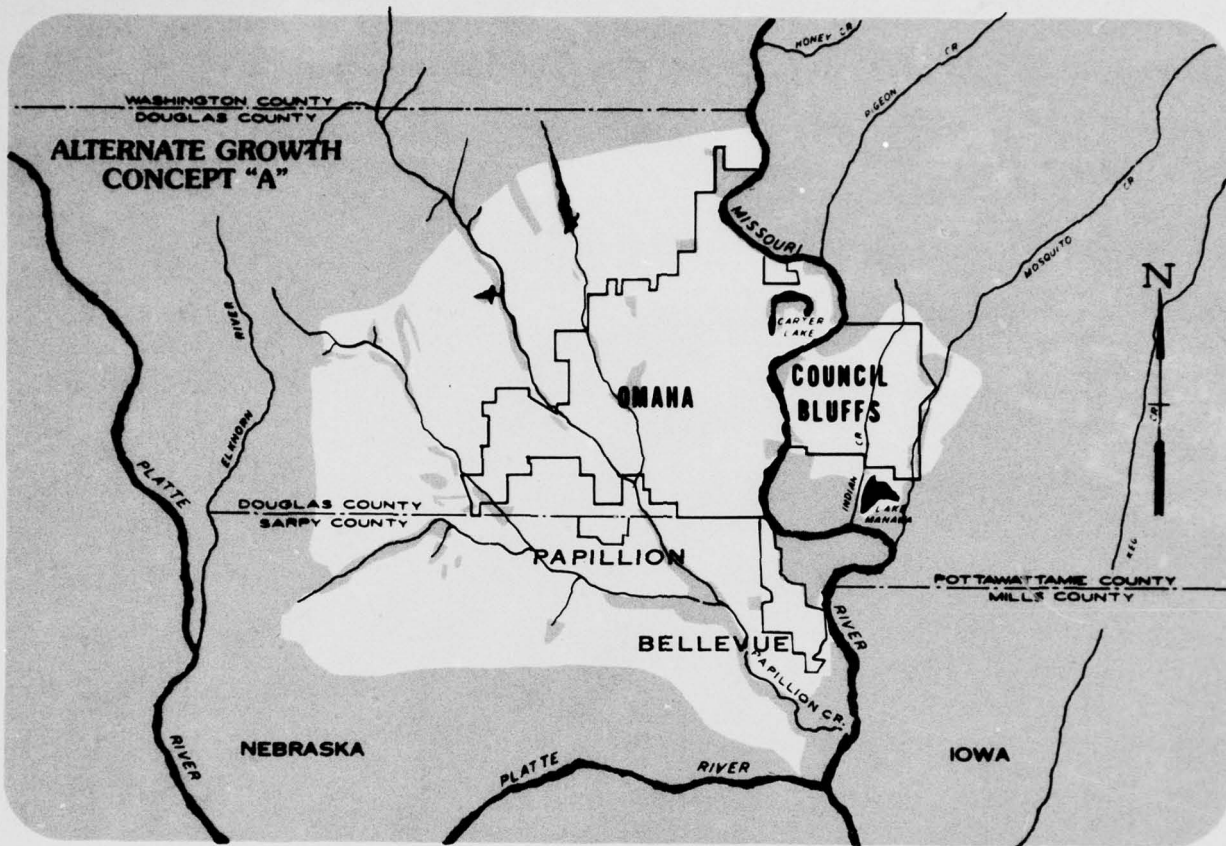 HONEY CR
PIGEON CR
WASHINGTON COUNTY
DOUGLAS COUNTY
ALTERNATE GROWTH
CONCEPT "A"
MISSOURI
MOSQUITO CR
N
CARTER
LAKE
RIVER
ELKHORN
OMAHA
COUNCIL
BLUFFS
CR
INDIAN
CR
LAKE
MANAWA
PLATTE
DOUGLAS COUNTY
SARPY COUNTY
PAPILLION
KEG
POTTAWATTAMIE COUNTY
MILLS COUNTY
BELLEVUE
RIVER
PAPILLION CR.
NEBRASKA
IOWA
RIVER
PLATTE
RIVER